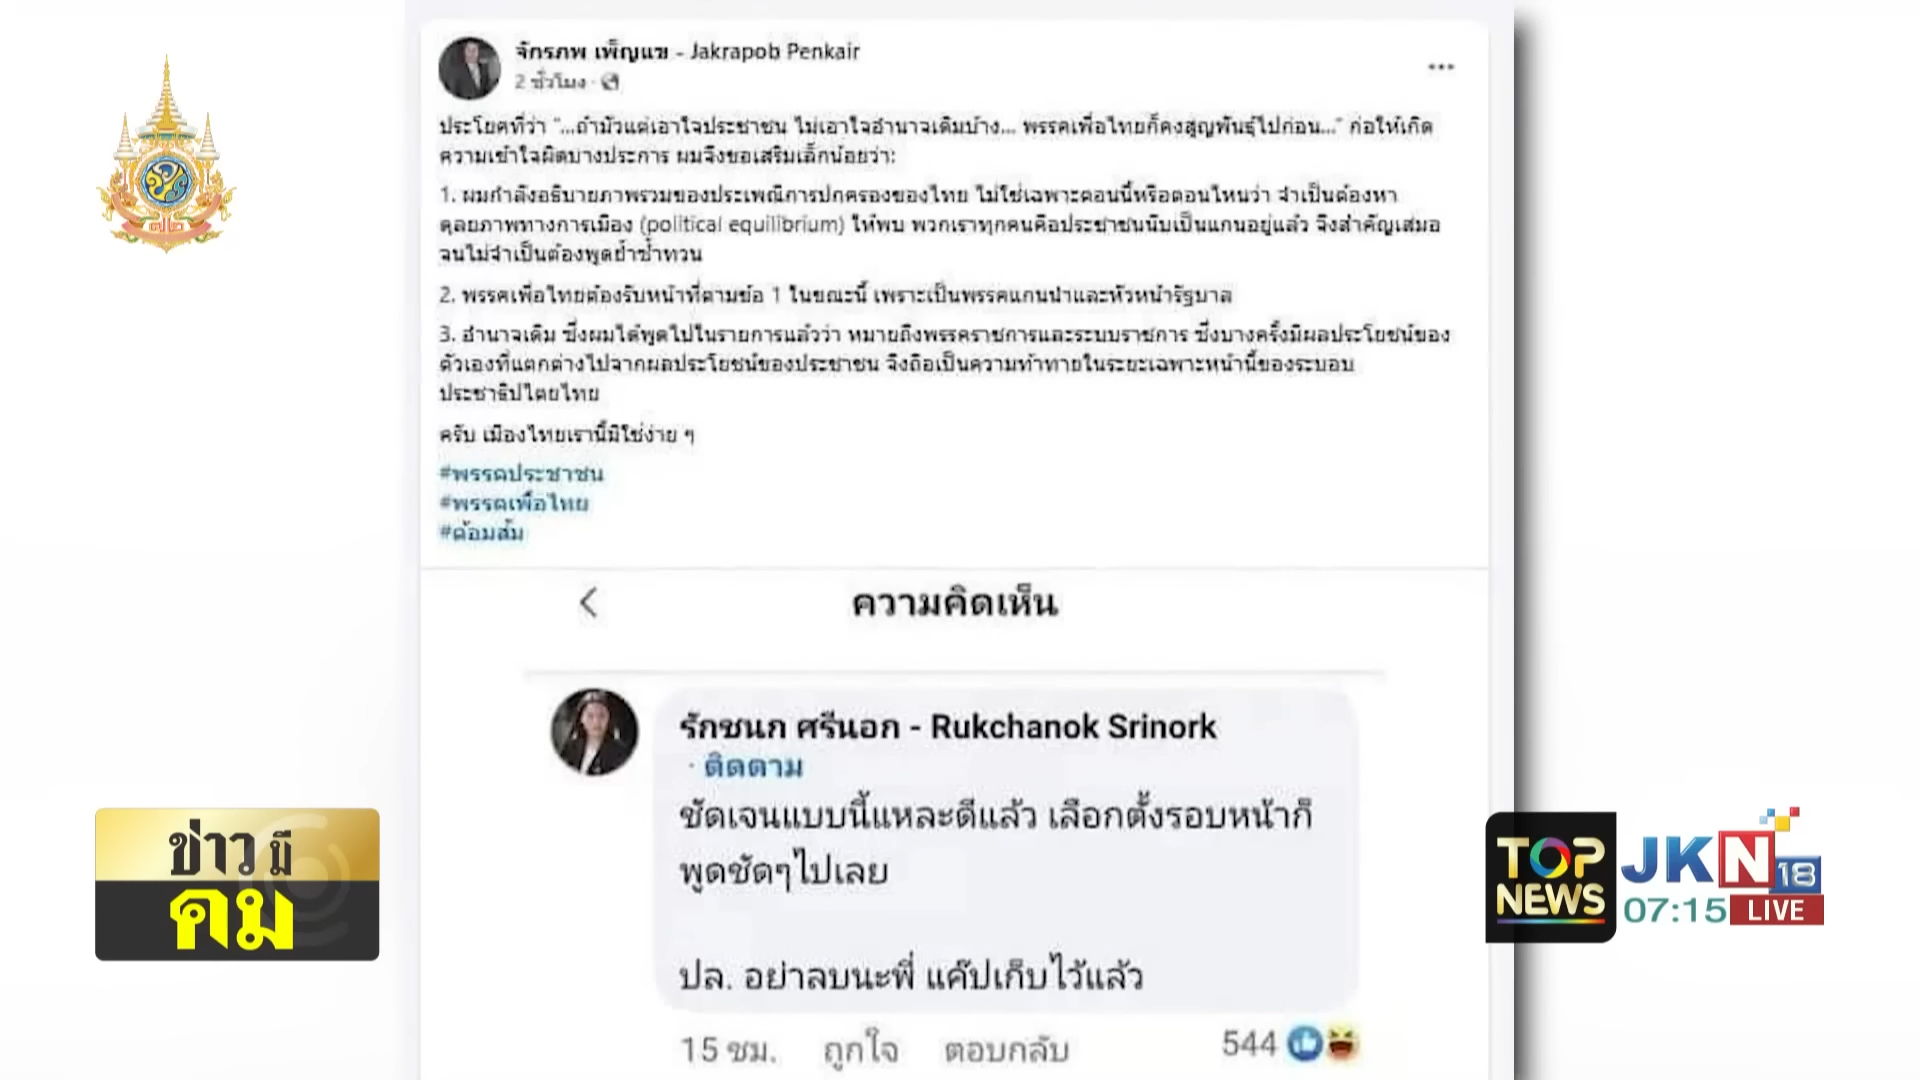 จักรภพ เพ็ญแข - Jakrapob Penkair
2 ชั่วโมง ·
ประโยคที่ว่า "...ถ้ามัวแต่เอาใจประชาชน ไม่เอาใจอำนาจเดิมบ้าง... พรรคเพื่อไทยก็คงสูญพันธุ์ไปก่อน..." ก่อให้เกิด
ความเข้าใจผิดบางประการ ผมจึงขอเสริมเล็กน้อยว่า:
1. ผมกำลังอธิบายภาพรวมของประเพณีการปกครองของไทย ไม่ใช่เฉพาะตอนนี้หรือตอนไหนว่า จำเป็นต้องหา
ดุลยภาพทางการเมือง (political equilibrium) ให้พบ พวกเราทุกคนคือประชาชนนับเป็นแกนอยู่แล้ว จึงสำคัญเสมอ
จนไม่จำเป็นต้องพูดย้ำซ้ำทวน
2. พรรคเพื่อไทยต้องรับหน้าที่ตามข้อ 1 ในขณะนี้ เพราะเป็นพรรคแกนนำและหัวหน้ารัฐบาล
3. อำนาจเดิม ซึ่งผมได้พูดไปในรายการแล้วว่า หมายถึงพรรคราชการและระบบราชการ ซึ่งบางครั้งมีผลประโยชน์ของ
ตัวเองที่แตกต่างไปจากผลประโยชน์ของประชาชน จึงถือเป็นความท้าทายในระยะเฉพาะหน้านี้ของระบอบ
ประชาธิปไตยไทย
ครับ เมืองไทยเรานี้มิใช่ง่าย ๆ
#พรรคประชาชน
#พรรคเพื่อไทย
#ด้อมส้ม
ความคิดเห็น
รักชนก ศรีนอก - Rukchanok Srinork
· ติดตาม
ชัดเจนแบบนี้แหละดีแล้ว เลือกตั้งรอบหน้าก็
พูดชัดๆไปเลย
ปล. อย่าลบนะพี่ แค๊ปเก็บไว้แล้ว
15 ชม. ถูกใจ ตอบกลับ 544
ข่าวมี
คม
TOP
NEWS
JKN18
07:15 LIVE